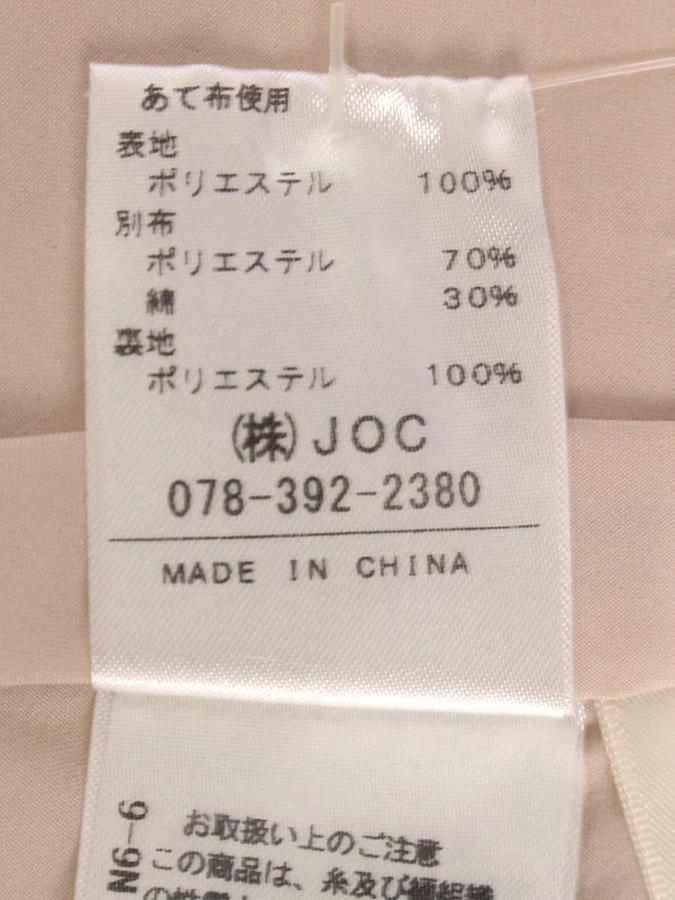 あて布使用
表地
ポリエステル 100%
別布
ポリエステル 70%
綿 30%
裏地
ポリエステル 100%
(株)JOC
078-392-2380
MADE IN CHINA
お取扱い上のご注意
この商品は、糸及び編組織
N6-6